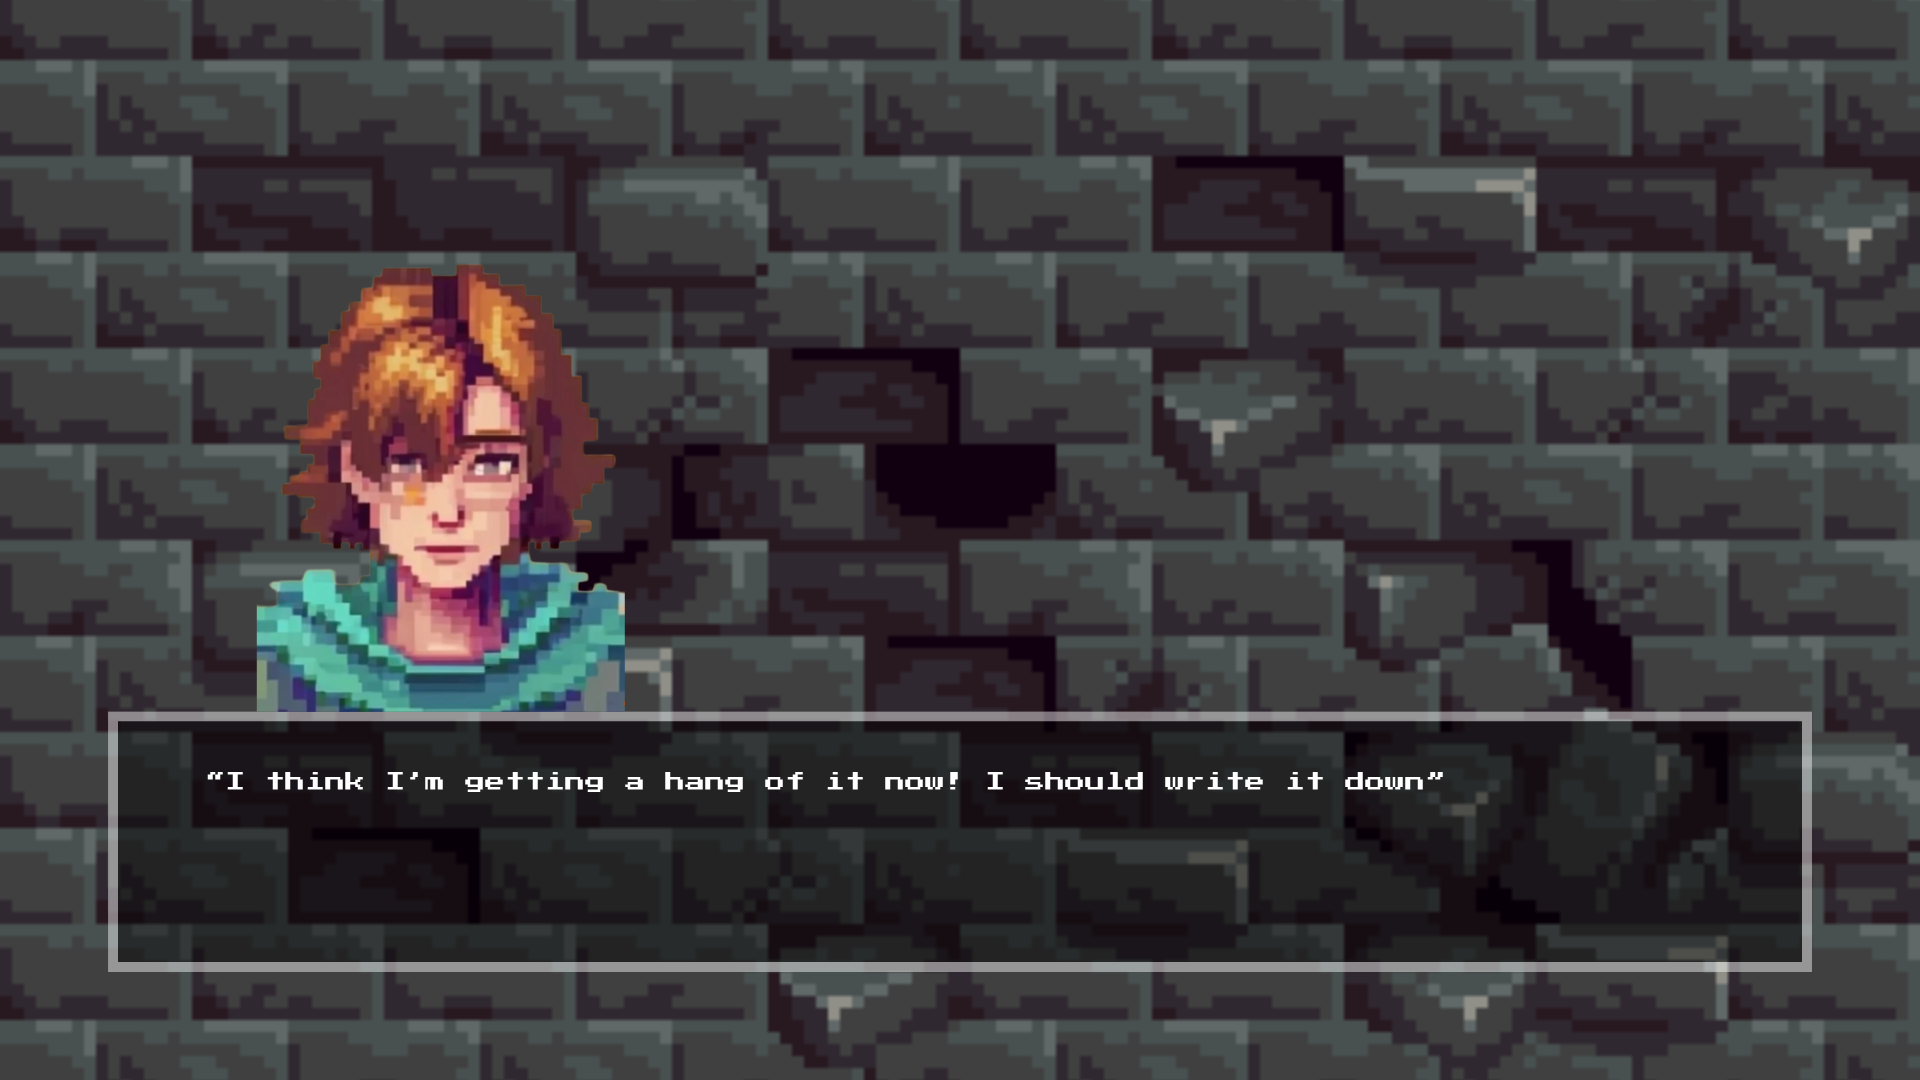 “I think I’m getting a hang of it now! I should write it down”